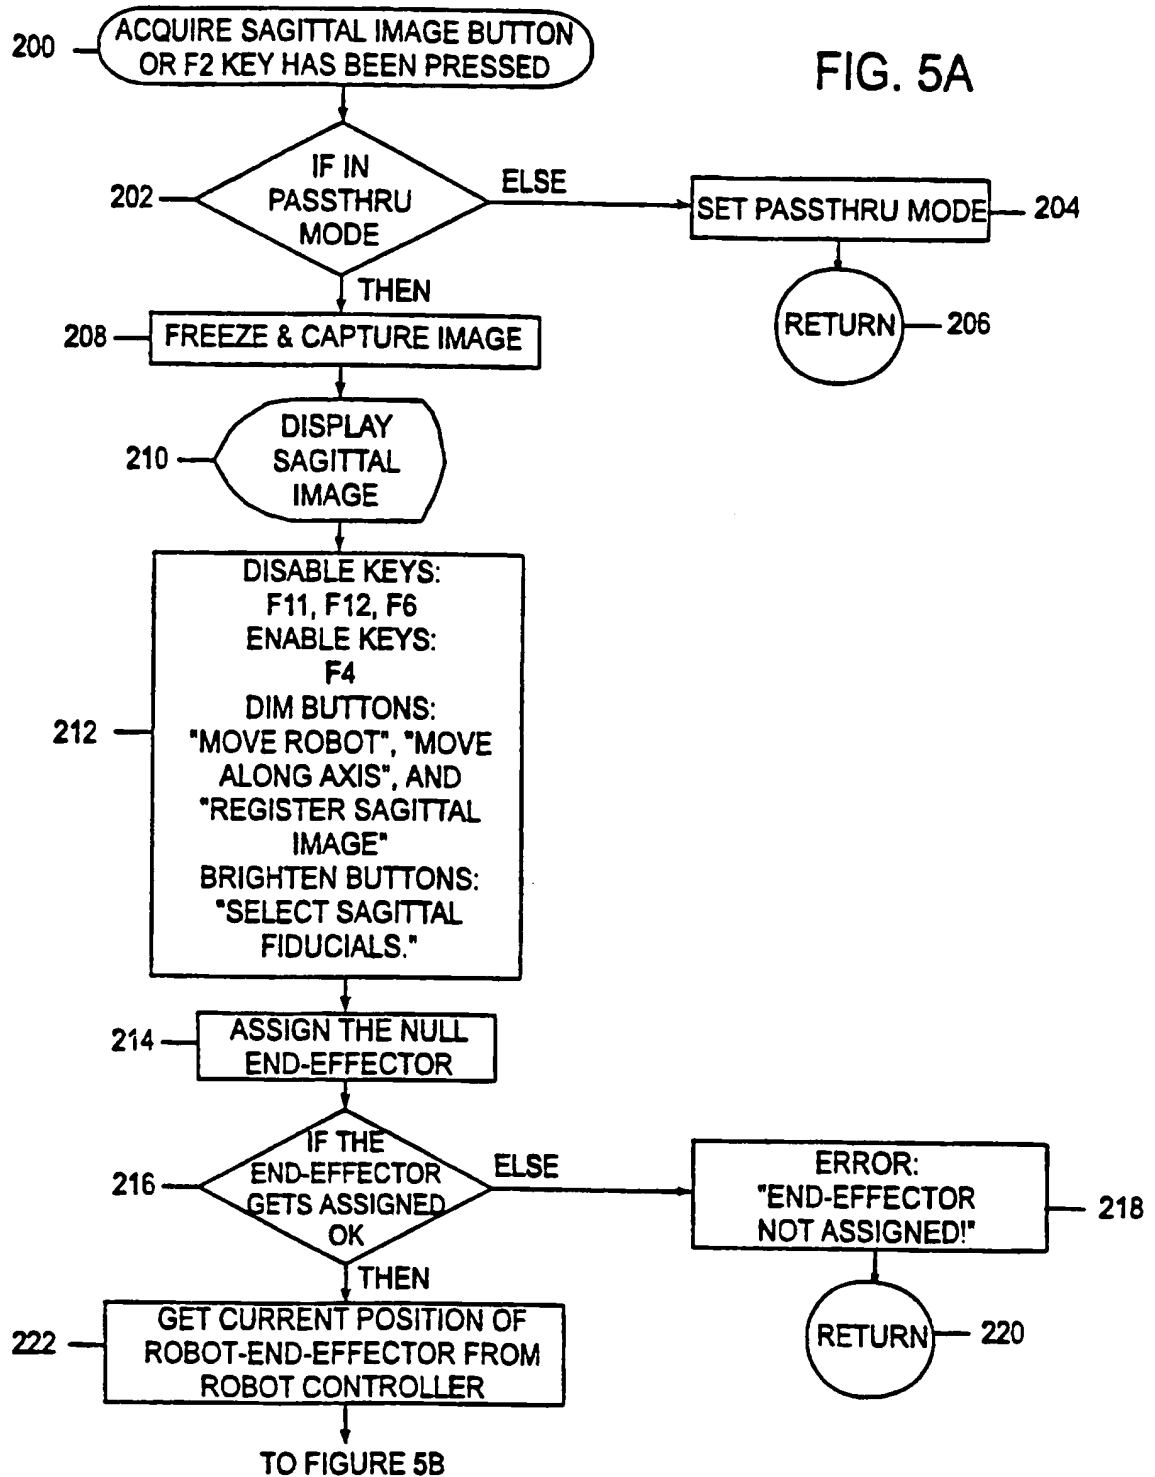 FIG. 5A
200
ACQUIRE SAGITTAL IMAGE BUTTON
OR F2 KEY HAS BEEN PRESSED
202
IF IN
PASSTHRU
MODE
ELSE
SET PASSTHRU MODE
204
RETURN
206
THEN
208
FREEZE & CAPTURE IMAGE
210
DISPLAY
SAGITTAL
IMAGE
212
DISABLE KEYS:
F11, F12, F6
ENABLE KEYS:
F4
DIM BUTTONS:
"MOVE ROBOT", "MOVE
ALONG AXIS", AND
"REGISTER SAGITTAL
IMAGE"
BRIGHTEN BUTTONS:
"SELECT SAGITTAL
FIDUCIALS."
214
ASSIGN THE NULL
END-EFFECTOR
216
IF THE
END-EFFECTOR
GETS ASSIGNED
OK
ELSE
ERROR:
"END-EFFECTOR
NOT ASSIGNED!"
218
RETURN
220
THEN
222
GET CURRENT POSITION OF
ROBOT-END-EFFECTOR FROM
ROBOT CONTROLLER
TO FIGURE 5B